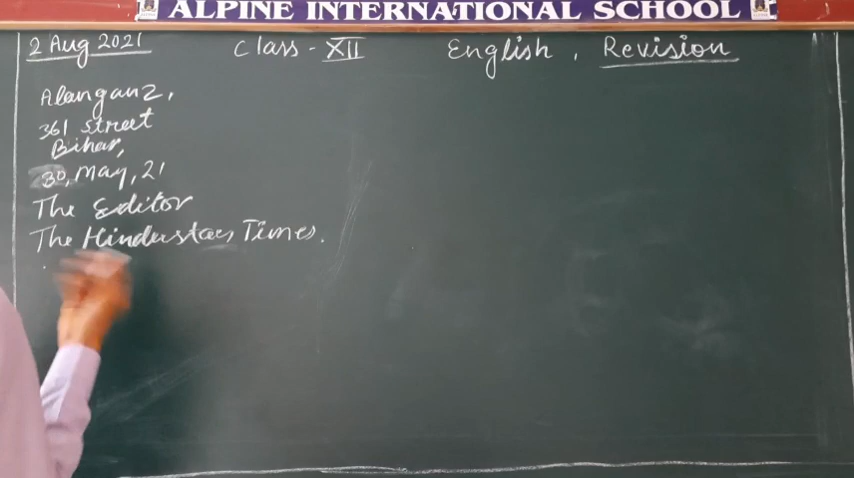 ALPINE INTERNATIONAL SCHOOL
2 Aug 2021 Class - XII English, Revision
Alanganz,
361 Street
Bihar,
30, May, 21
The Editor
The Hindustan Times.